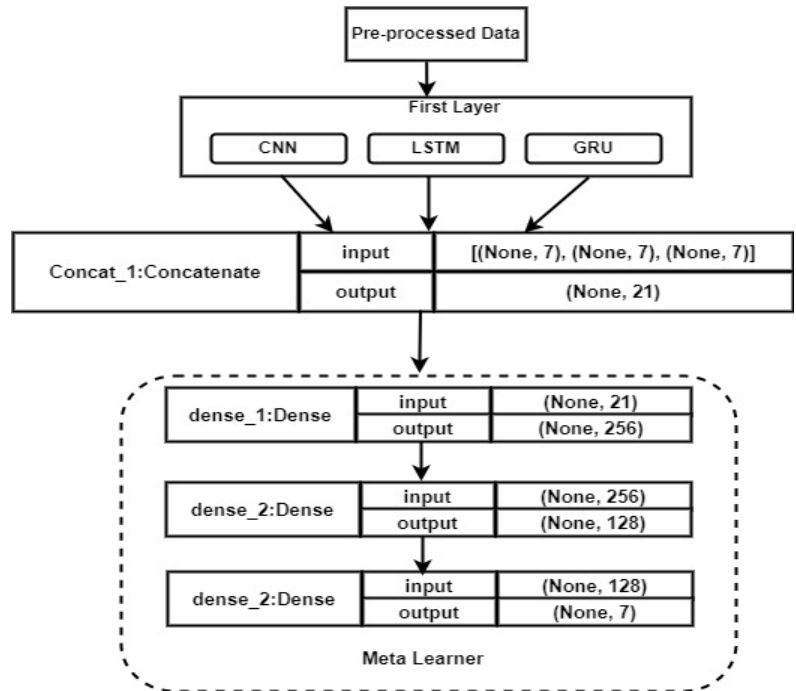 Pre-processed Data
First Layer
CNN LSTM GRU
Concat_1:Concatenate
input [(None, 7), (None, 7), (None, 7)]
output (None, 21)
dense_1:Dense
input (None, 21)
output (None, 256)
dense_2:Dense
input (None, 256)
output (None, 128)
dense_2:Dense
input (None, 128)
output (None, 7)
Meta Learner